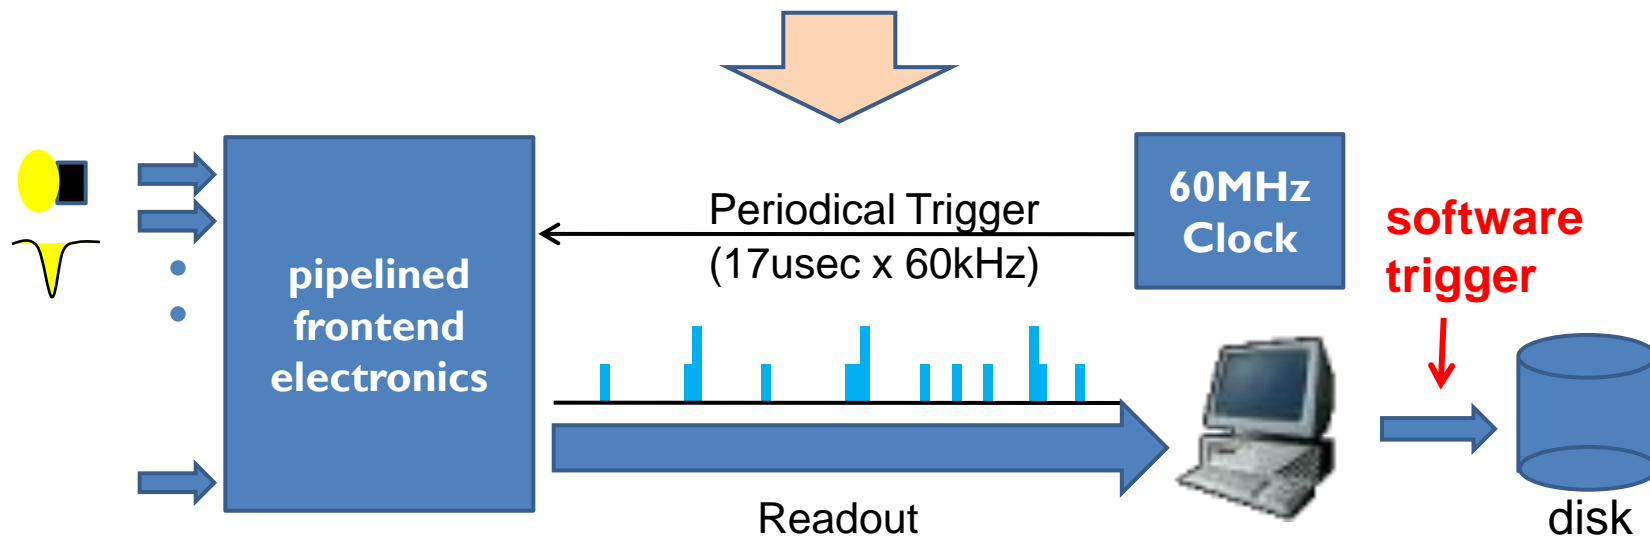 60MHz
Clock
Periodical Trigger
(17usec x 60kHz)
software
trigger
pipelined
frontend
electronics
Readout
disk